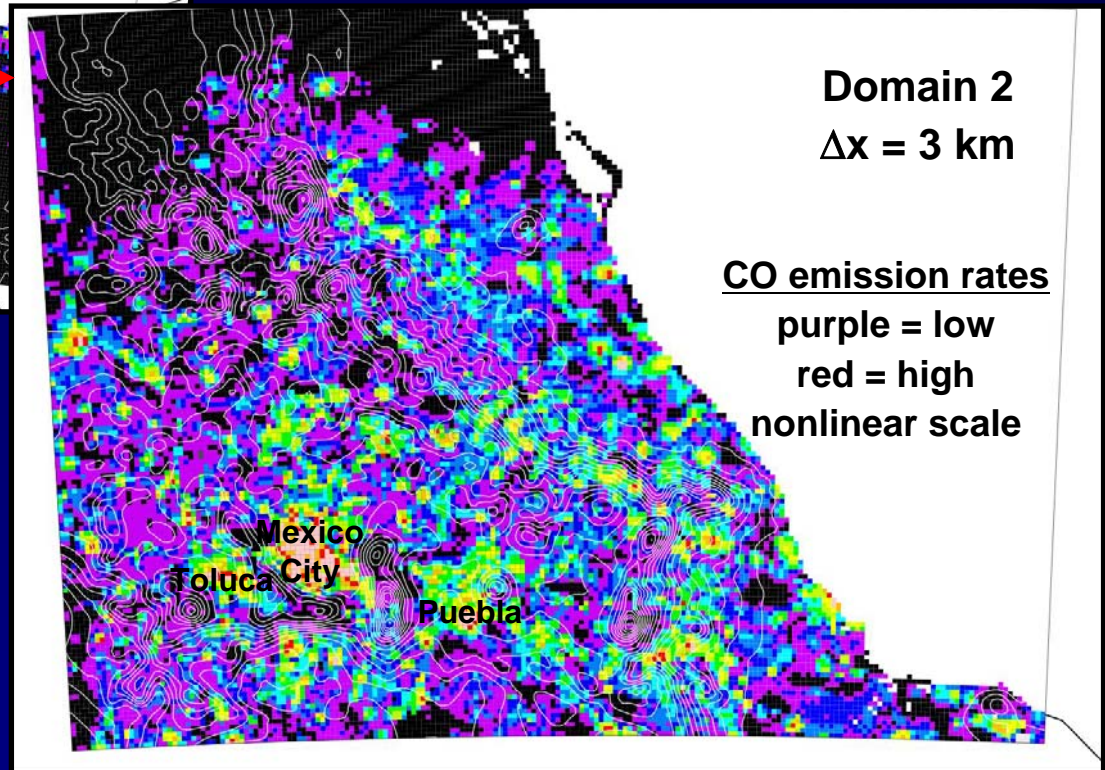 Domain 2
Δx = 3 km
CO emission rates
purple = low
red = high
nonlinear scale
Mexico
City
Toluca
Puebla